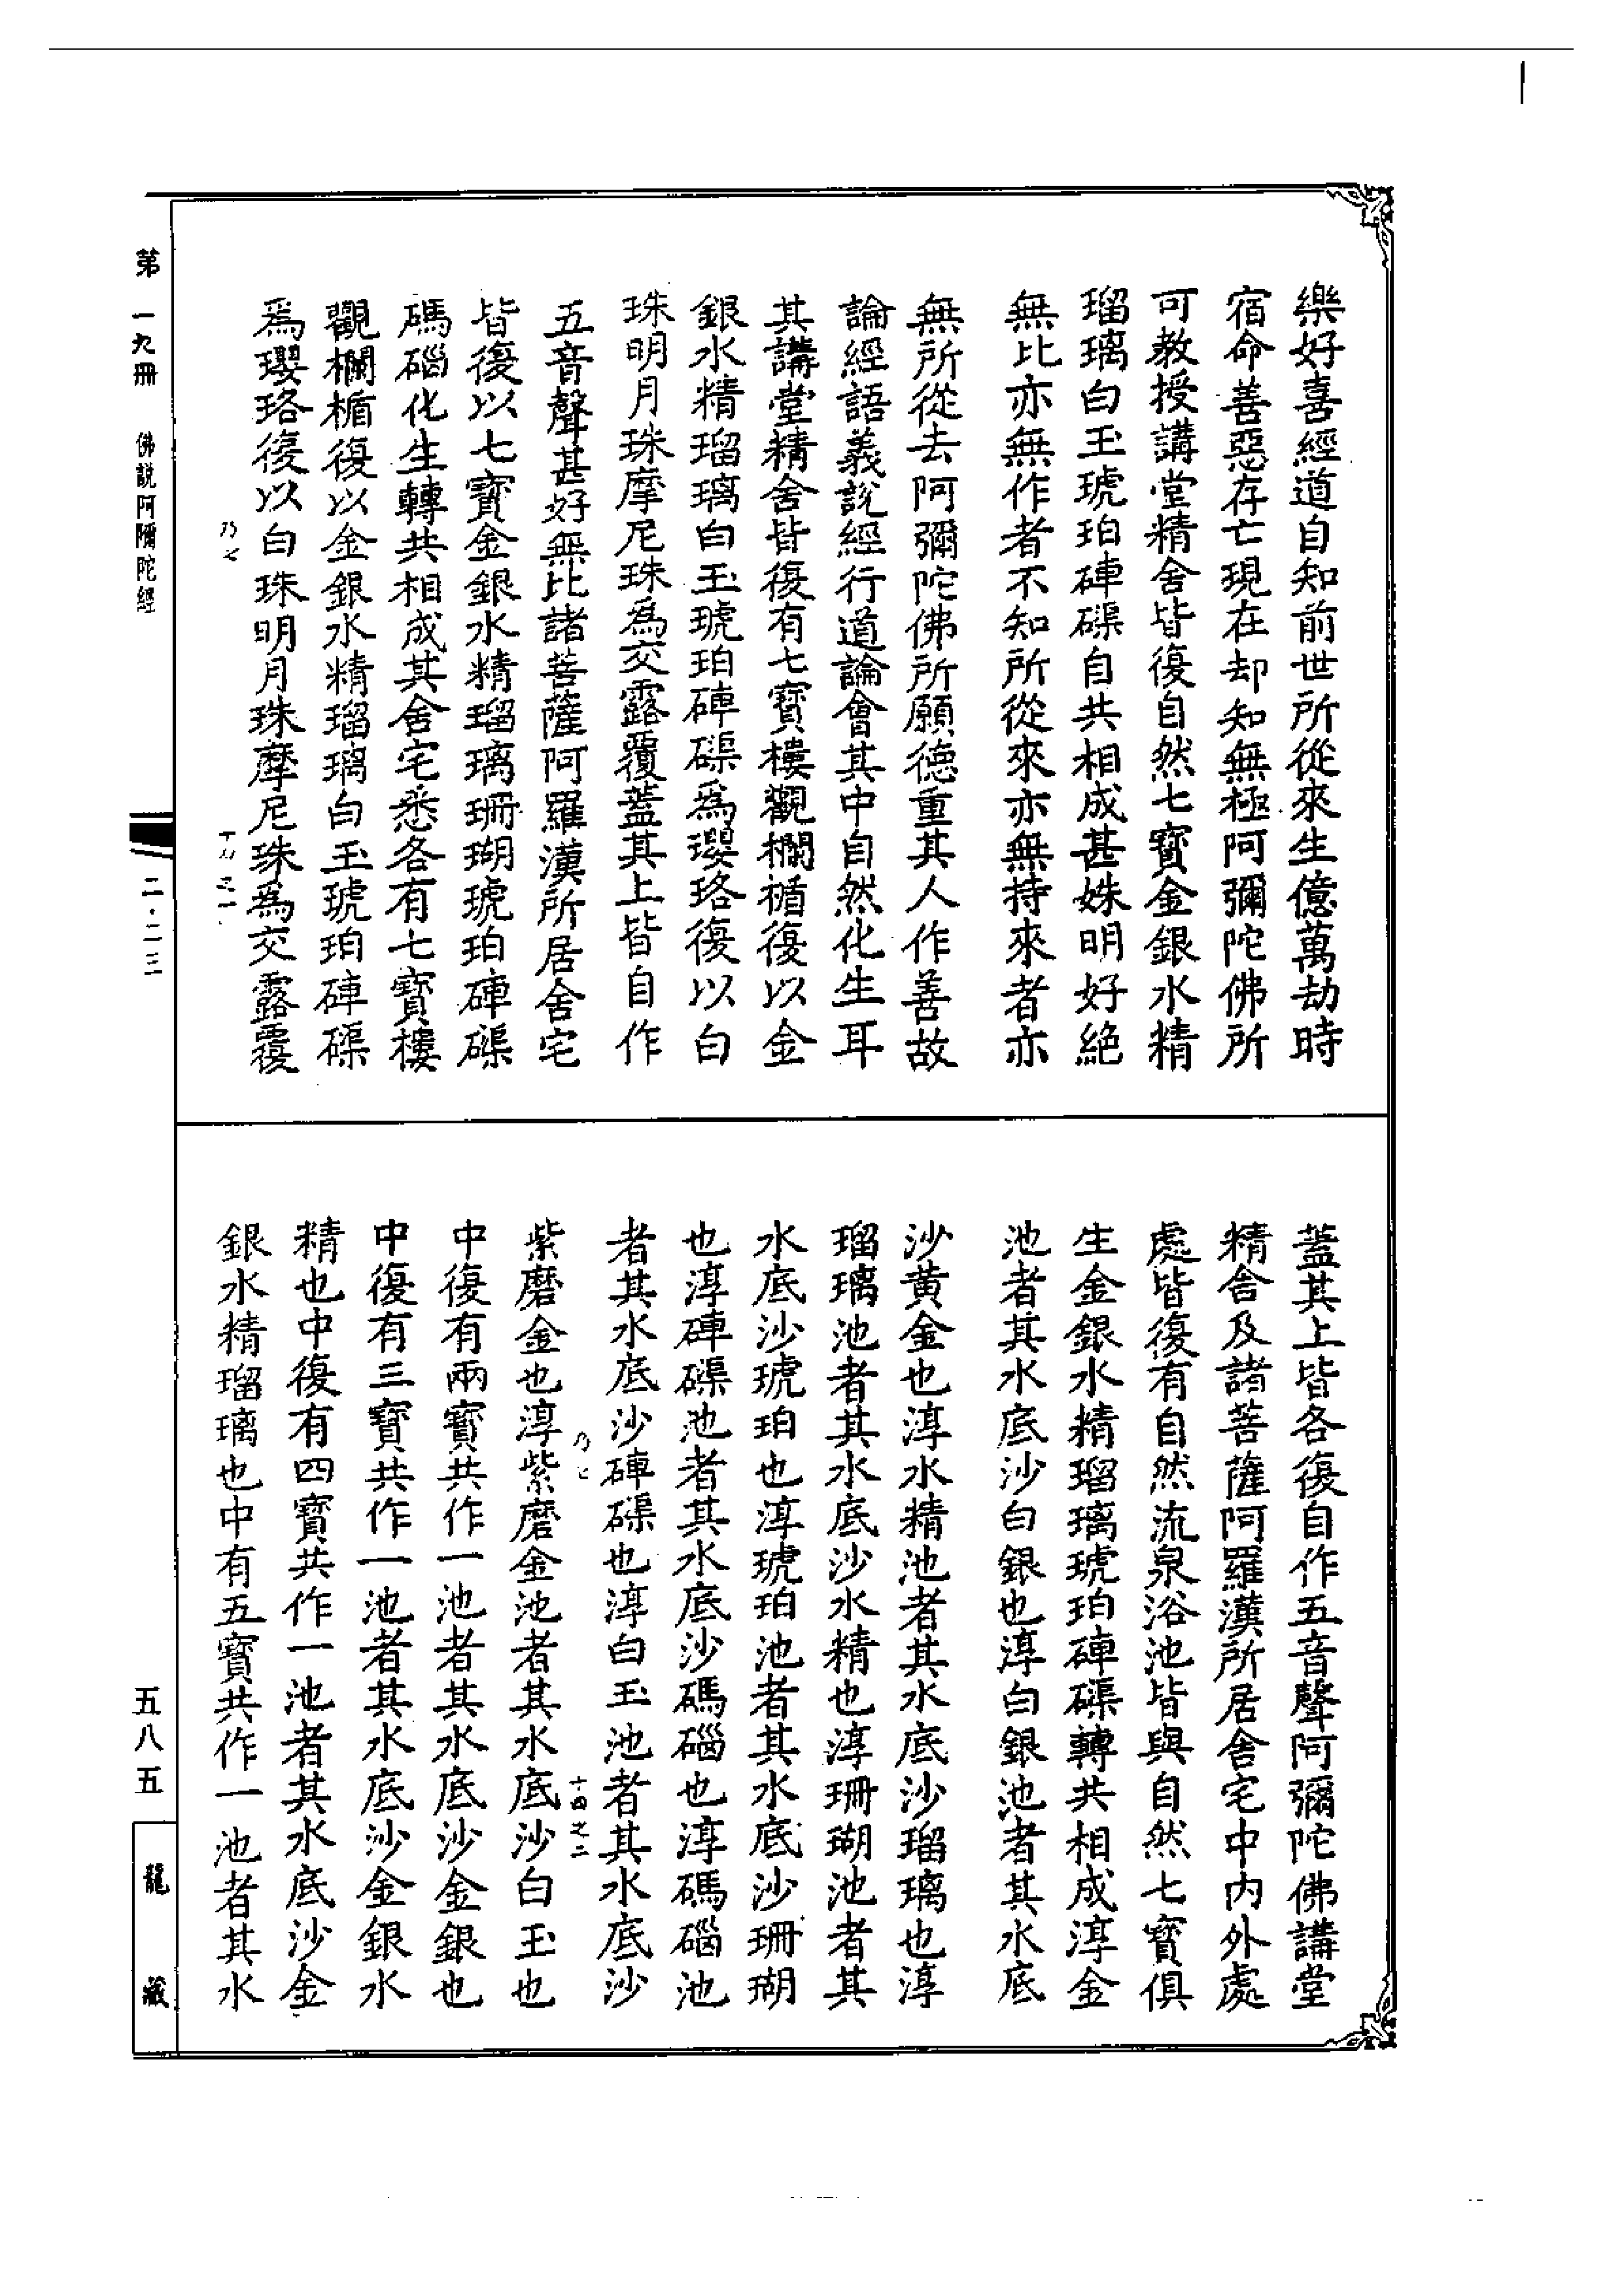 樂好喜經道自知前世所從來生億萬劫時
宿命善惡存亡現在却知無極阿彌陀佛所
可教授講堂精舍皆復自然七寶金銀水精
瑠璃白玉琥珀硨磲自共相成甚姝明好絕
無比亦無作者不知所從來亦無持來者亦
無所從去阿彌陀佛所願德重其人作善故
論經語義說經行道論會其中自然化生耳
其講堂精舍皆復有七寶樓觀欄楯復以金
銀水精瑠璃白玉琥珀硨磲爲瓔珞復以白
珠明月珠摩尼珠為交露覆蓋其上皆自作
五音聲甚好無比諸菩薩阿羅漢所居舍宅
皆復以七寶金銀水精瑠璃珊瑚琥珀硨磲
碼碯化生轉共相成其舍宅悉各有七寶樓
觀欄楯復以金銀水精瑠璃白玉琥珀硨磲
爲瓔珞復以白珠明月珠摩尼珠為交露覆
蓋其上皆各復自作五音聲阿彌陀佛講堂
精舍及諸菩薩阿羅漢所居舍宅中內外處
處皆復有自然流泉浴池皆與自然七寶俱
生金銀水精瑠璃琥珀硨磲轉共相成淳金
池者其水底沙白銀也淳白銀池者其水底
沙黃金也淳水精池者其水底沙瑠璃也淳
瑠璃池者其水底沙水精也淳珊瑚池者其
水底沙琥珀也淳琥珀池者其水底沙珊瑚
也淳硨磲池者其水底沙碼碯也淳碼碯池
者其水底沙硨磲也淳白玉池者其水底沙
乃七 十四之二
紫磨金也淳紫磨金池者其水底沙白玉也
中復有兩寶共作一池者其水底沙金銀也
中復有三寶共作一池者其水底沙金銀水
精也中復有四寶共作一池者其水底沙金
銀水精瑠璃也中有五寶共作一池者其水
第一九冊 佛說阿彌陀經
二·二三
五八五
龍藏